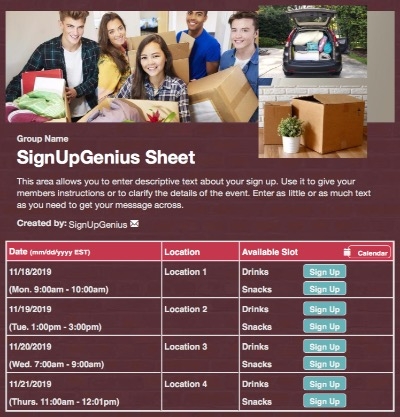 Group Name
SignUpGenius Sheet
This area allows you to enter descriptive text about your sign up. Use it to give your
members instructions or to clarify the details of the event. Enter as little or as much text
as you need to get your message across.
Created by: SignUpGenius
Date (mm/dd/yyyy EST) Location Available Slot Calendar
11/18/2019 Location 1 Drinks Sign Up
(Mon. 9:00am - 10:00am) Snacks Sign Up
11/19/2019 Location 2 Drinks Sign Up
(Tue. 1:00pm - 3:00pm) Snacks Sign Up
11/20/2019 Location 3 Drinks Sign Up
(Wed. 7:00am - 9:00am) Snacks Sign Up
11/21/2019 Location 4 Drinks Sign Up
(Thurs. 11:00am - 12:01pm) Snacks Sign Up